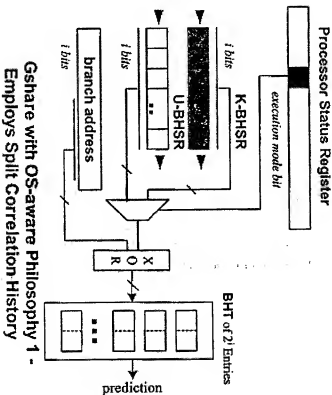 Processor Status Register
execution mode bit
i bits
K-BHSR
U-BHSR
i bits
branch address
i bits
X
O
R
BHT of 2^i Entries
prediction
Gshare with OS-aware Philosophy 1 -
Employs Split Correlation History